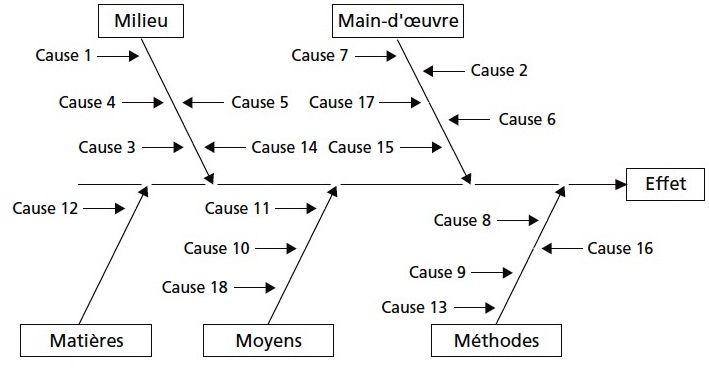 Milieu
Main-d'œuvre
Cause 1
Cause 7
Cause 2
Cause 4
Cause 5
Cause 17
Cause 6
Cause 3
Cause 14
Cause 15
Effet
Cause 12
Cause 11
Cause 8
Cause 10
Cause 16
Cause 9
Cause 18
Cause 13
Matières
Moyens
Méthodes